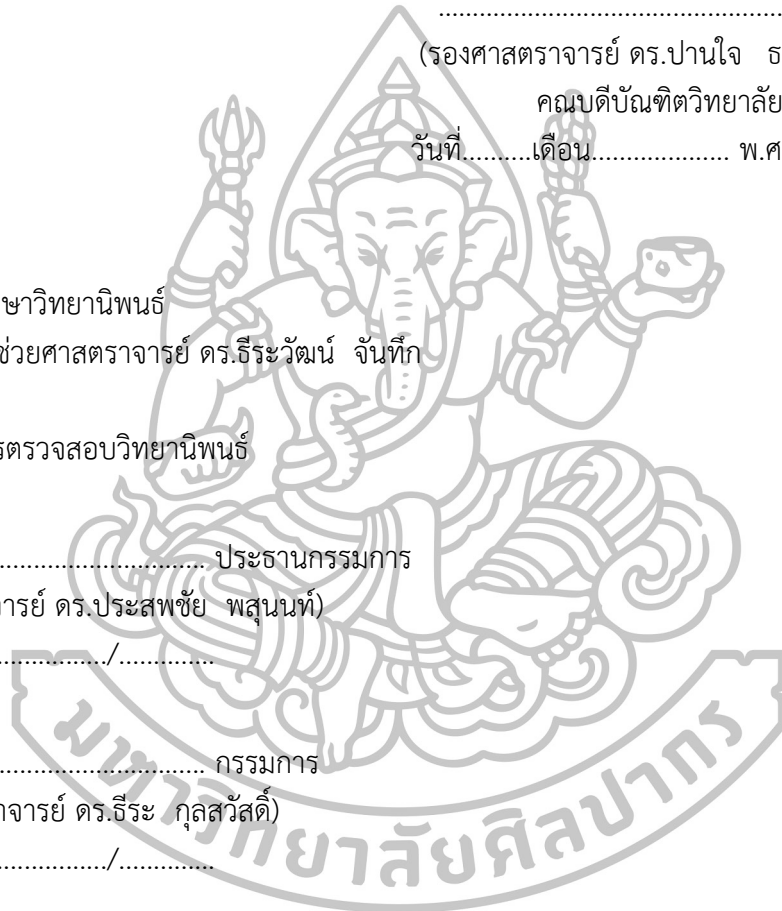 ................................................
(รองศาสตราจารย์ ดร.ปานใจ ธ
คณบดีบัณฑิตวิทยาลัย
วันที่..........เดือน.................... พ.ศ
ษาวิทยานิพนธ์
ช่วยศาสตราจารย์ ดร.ธีระวัฒน์ จันทึก
รตรวจสอบวิทยานิพนธ์
.............................. ประธานกรรมการ
ารย์ ดร.ประสพชัย พสุนนท์)
................/..............
.............................. กรรมการ
าจารย์ ดร.ธีระ กุลสวัสดิ์)
................/..............
มหาวิทยาลัยศิลปากร